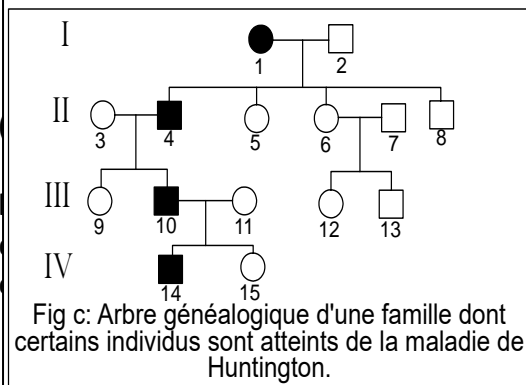 I
1 2
II
3 4 5 6 7 8
III
9 10 11 12 13
IV
14 15
Fig c: Arbre généalogique d'une famille dont
certains individus sont atteints de la maladie de
Huntington.